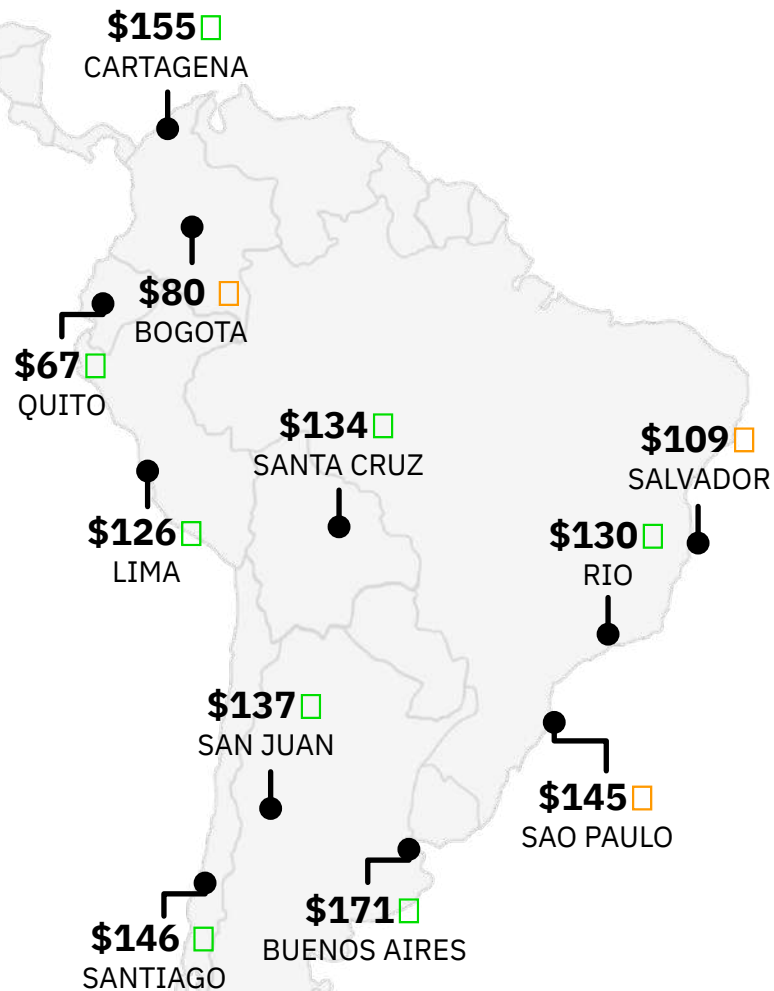 $155
CARTAGENA
$80
BOGOTA
$67
QUITO
$134
SANTA CRUZ
$109
SALVADOR
$126
LIMA
$130
RIO
$137
SAN JUAN
$145
SAO PAULO
$171
BUENOS AIRES
$146
SANTIAGO